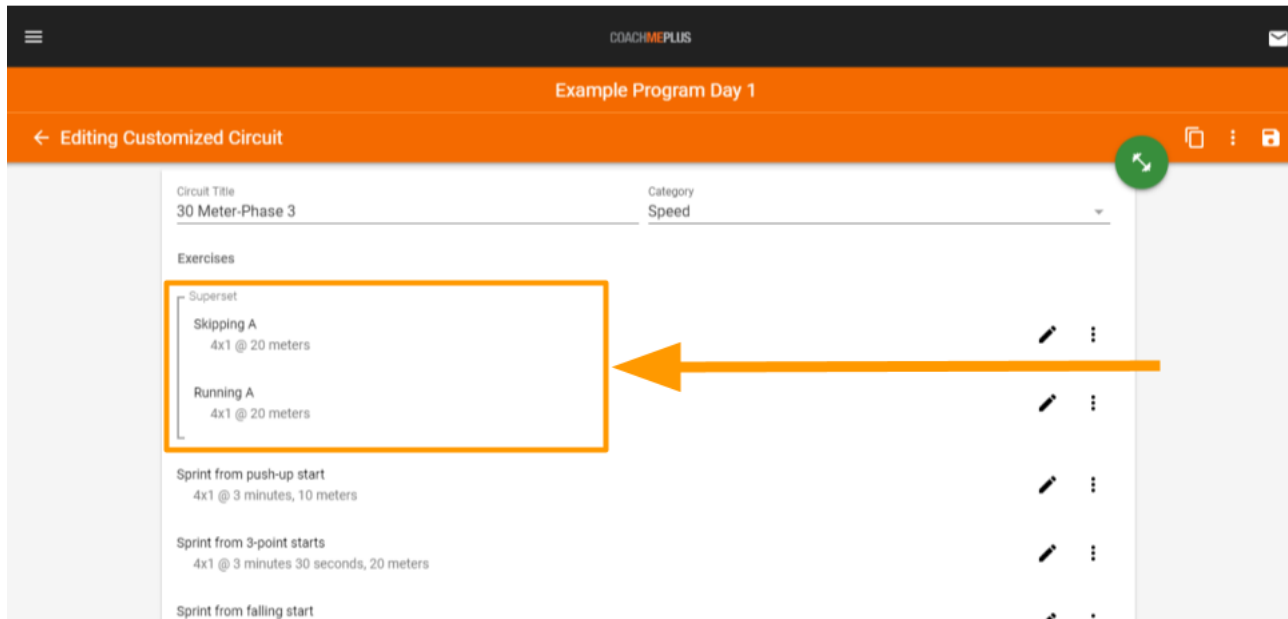 COACHMEPLUS
Example Program Day 1
Editing Customized Circuit
Circuit Title
Category
30 Meter-Phase 3
Speed
Exercises
Superset
Skipping A
4x1 @ 20 meters
Running A
4x1 @ 20 meters
Sprint from push-up start
4x1 @ 3 minutes, 10 meters
Sprint from 3-point starts
4x1 @ 3 minutes 30 seconds, 20 meters
Sprint from falling start